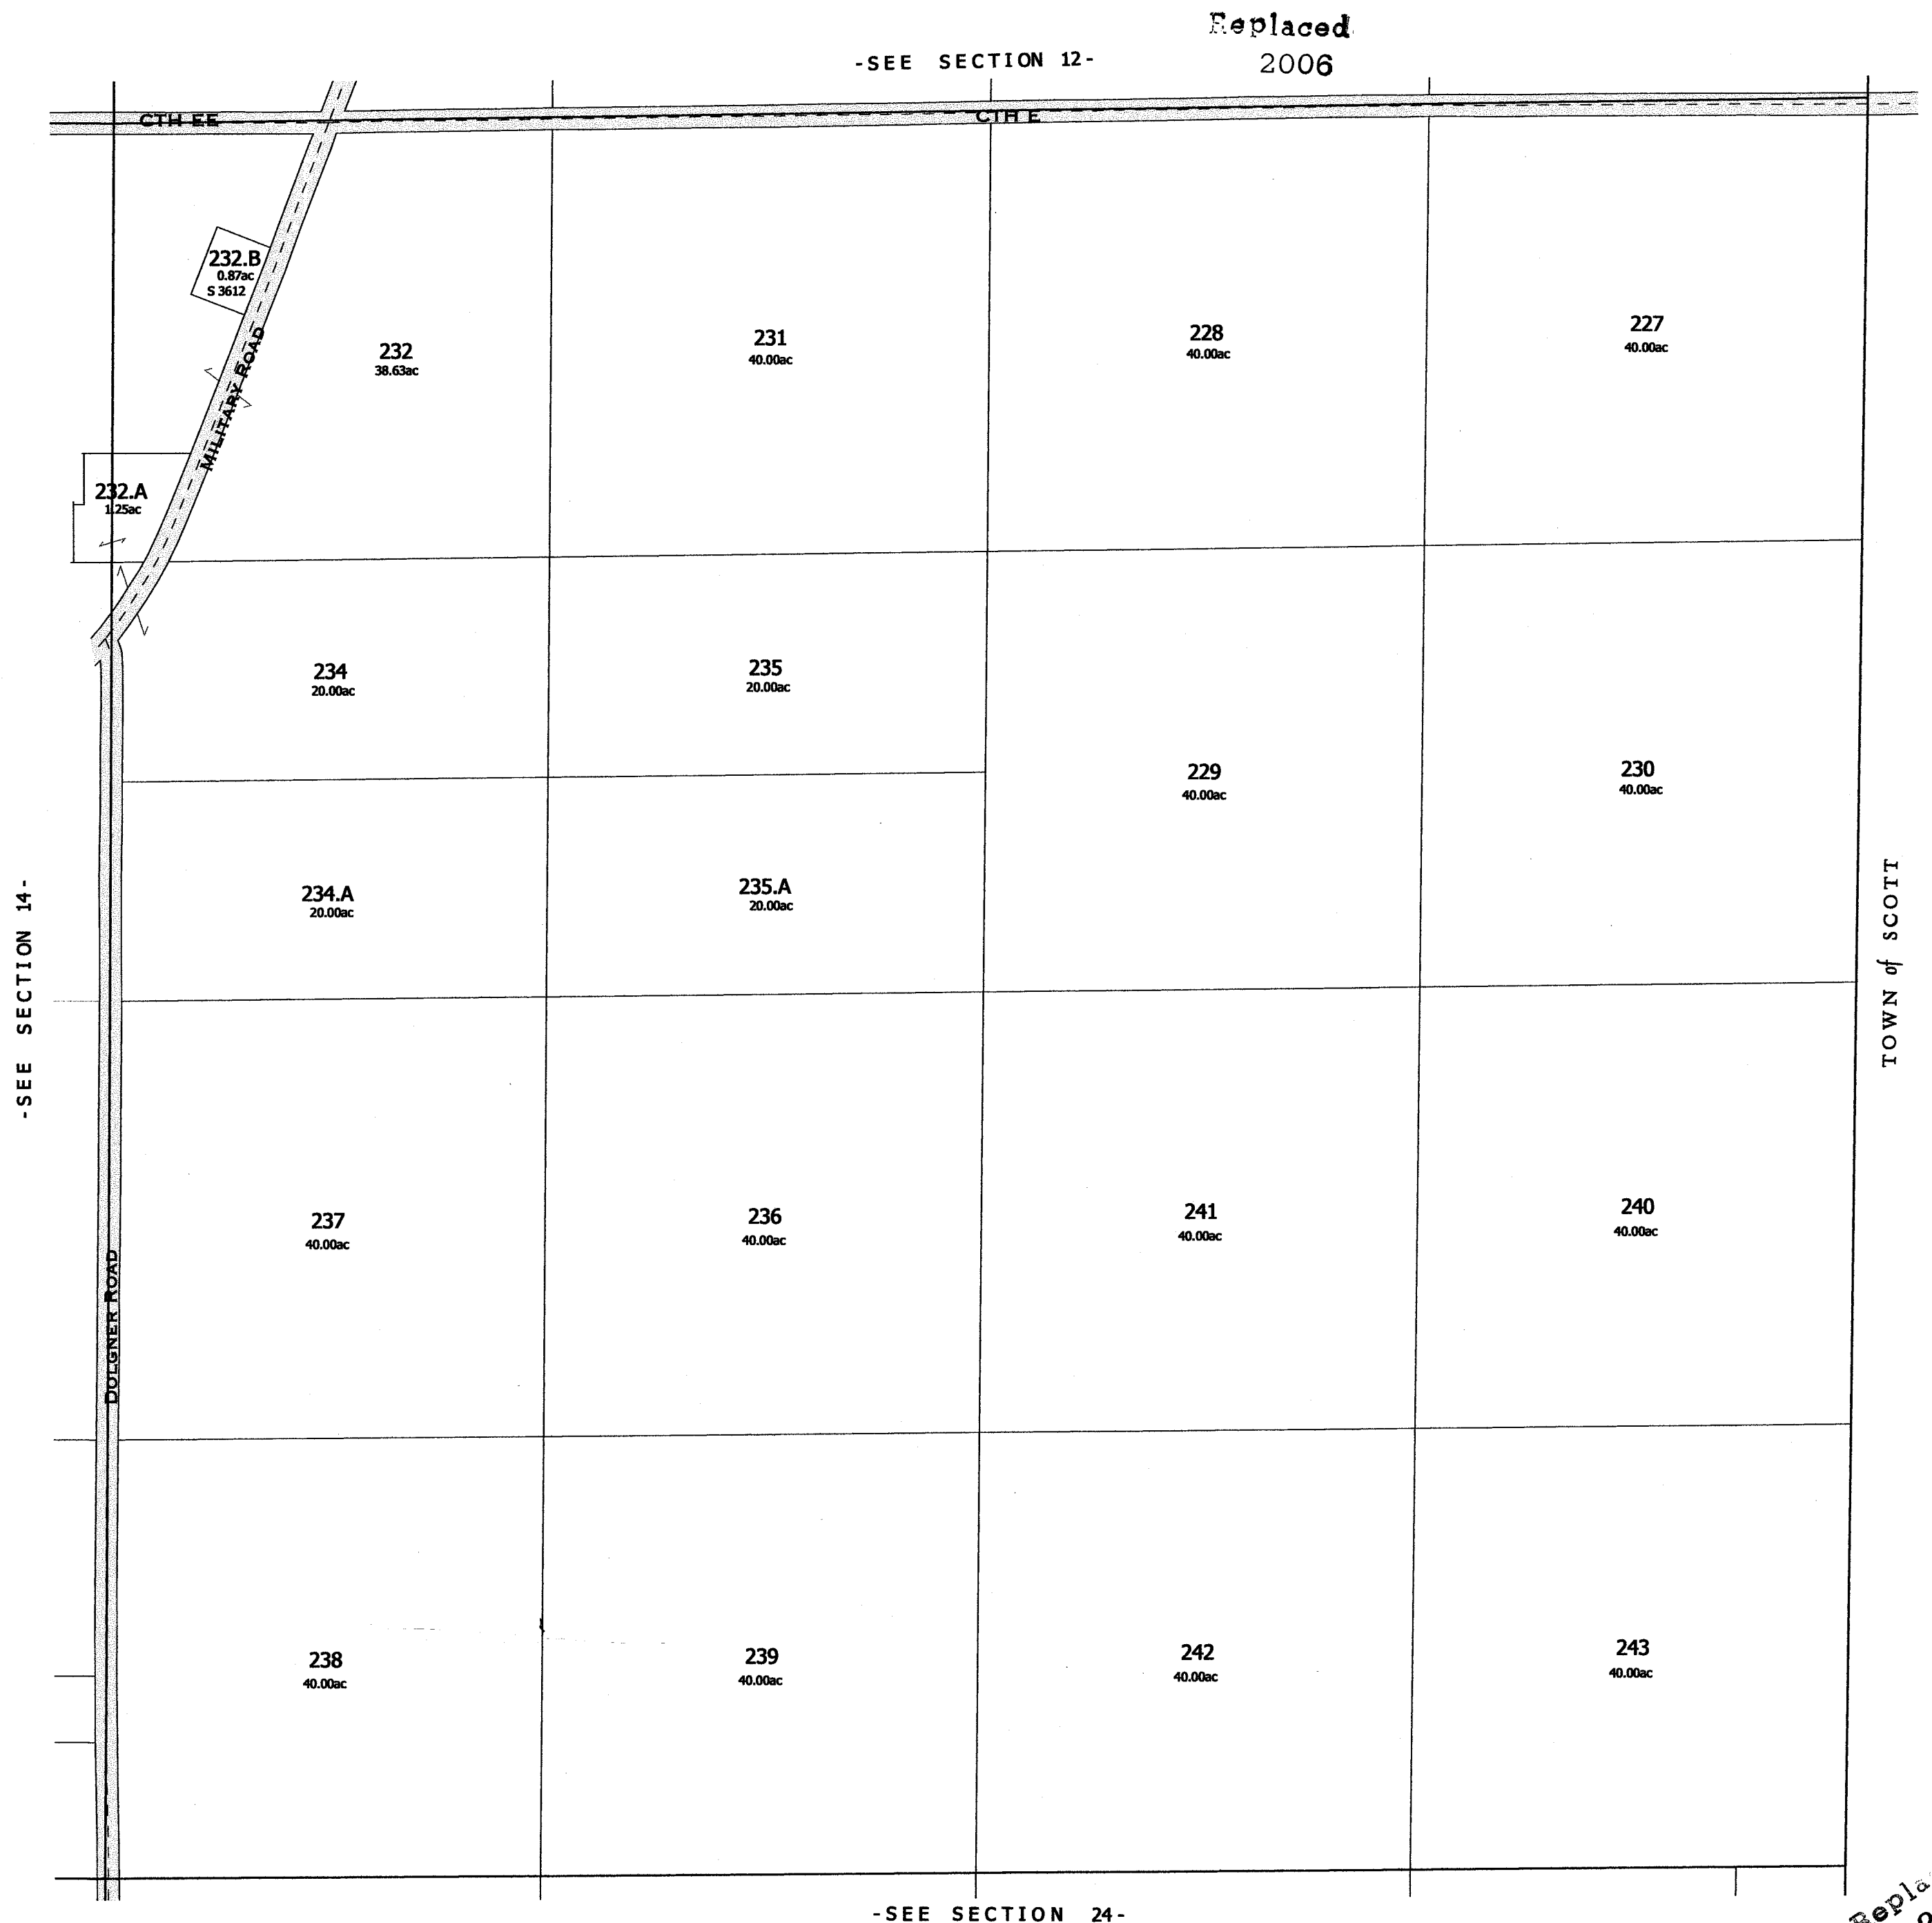 Replaced
2006
-SEE SECTION 12-
CTH EE
CTH E
232.B
0.87ac
S 3612
MILITARY ROAD
232
38.63ac
231
40.00ac
228
40.00ac
227
40.00ac
232.A
1.25ac
234
20.00ac
235
20.00ac
229
40.00ac
230
40.00ac
234.A
20.00ac
235.A
20.00ac
-SEE SECTION 14-
TOWN of SCOTT
237
40.00ac
236
40.00ac
241
40.00ac
240
40.00ac
DOLGNER ROAD
238
40.00ac
239
40.00ac
242
40.00ac
243
40.00ac
-SEE SECTION 24-
Repla